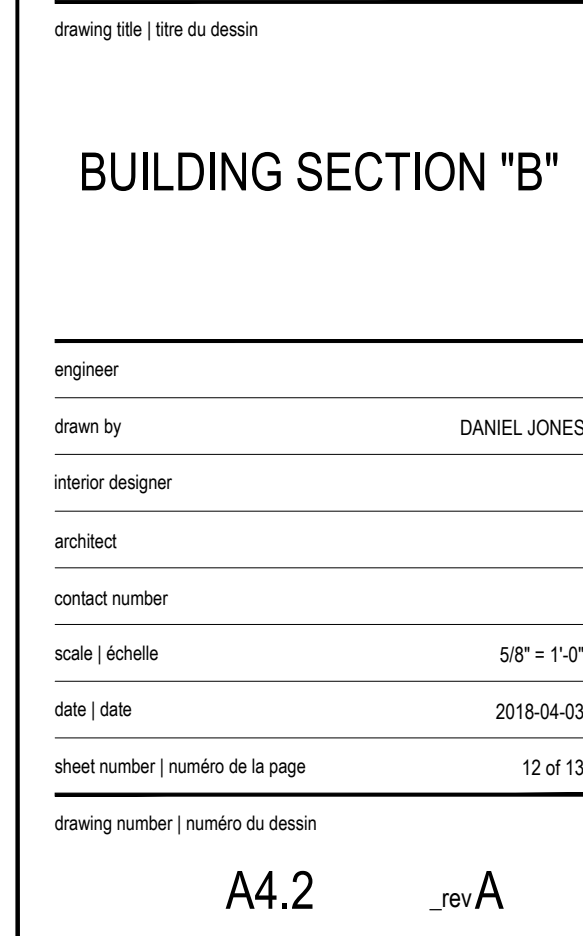 drawing title | titre du dessin
BUILDING SECTION "B"
engineer
drawn by DANIEL JONES
interior designer
architect
contact number
scale | échelle 5/8" = 1'-0"
date | date 2018-04-03
sheet number | numéro de la page 12 of 13
drawing number | numéro du dessin
A4.2 _rev A